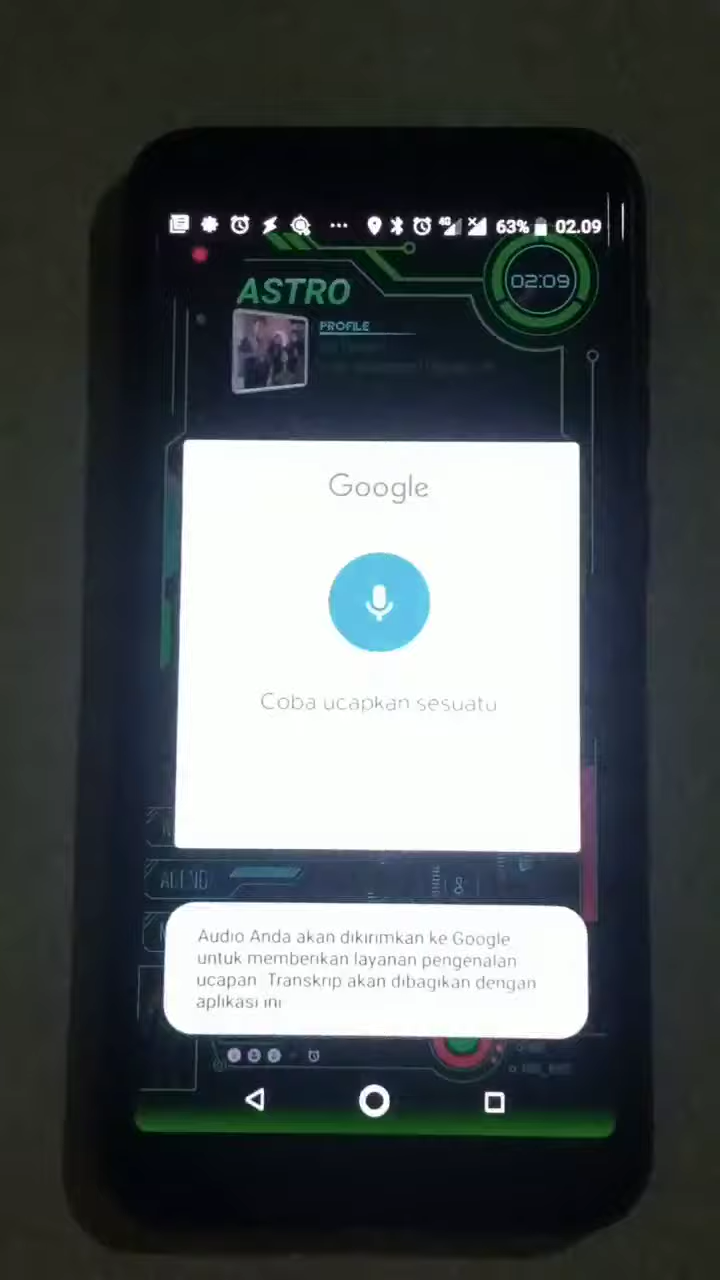 4G 63% 02.09
ASTRO
02:09
PROFILE
Google
Coba ucapkan sesuatu
Audio Anda akan dikirimkan ke Google
untuk memberikan layanan pengenalan
ucapan. Transkrip akan dibagikan dengan
aplikasi ini